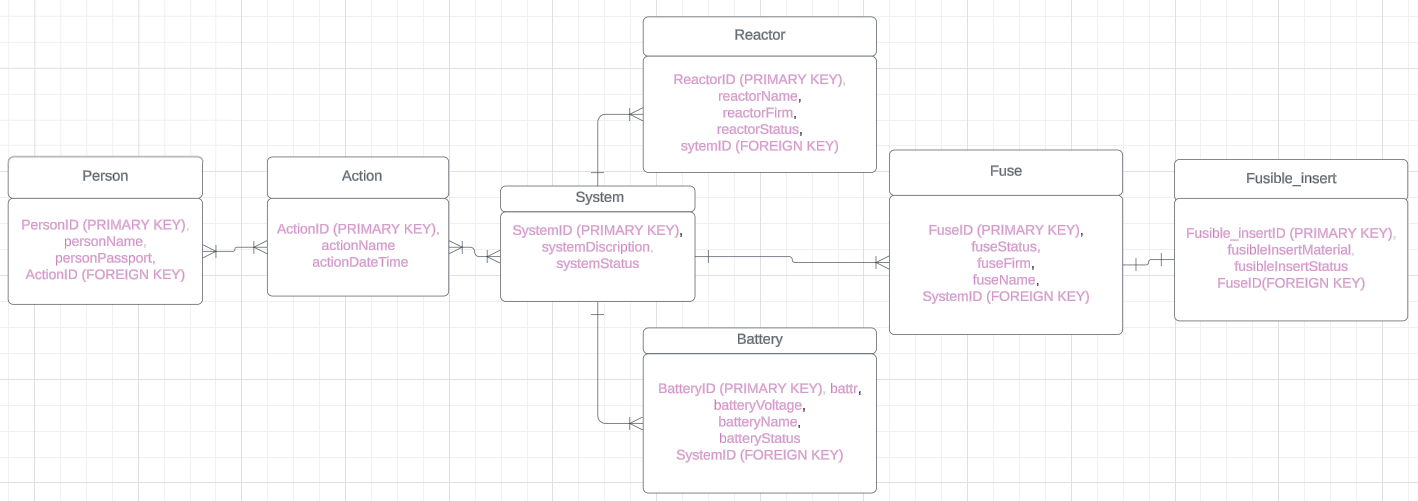 Reactor
ReactorID (PRIMARY KEY),
reactorName,
reactorFirm,
reactorStatus,
sytemID (FOREIGN KEY)
Person
PersonID (PRIMARY KEY),
personName,
personPassport,
ActionID (FOREIGN KEY)
Action
ActionID (PRIMARY KEY),
actionName
actionDateTime
System
SystemID (PRIMARY KEY),
systemDiscription,
systemStatus
Fuse
FuseID (PRIMARY KEY),
fuseStatus,
fuseFirm,
fuseName,
SystemID (FOREIGN KEY)
Fusible_insert
Fusible_insertID (PRIMARY KEY),
fusibleInsertMaterial,
fusibleInsertStatus
FuseID(FOREIGN KEY)
Battery
BatteryID (PRIMARY KEY), battr,
batteryVoltage,
batteryName,
batteryStatus
SystemID (FOREIGN KEY)